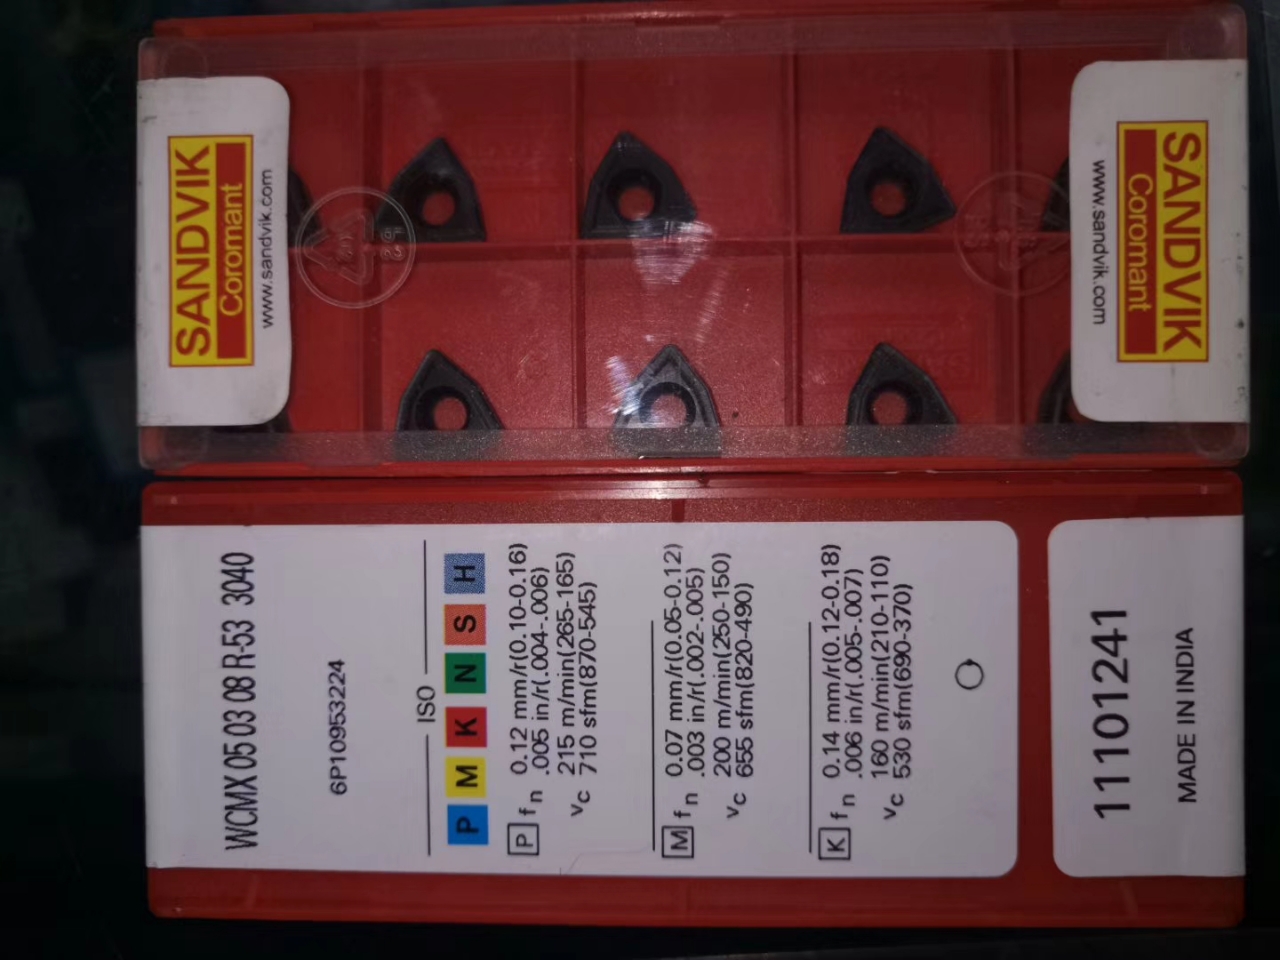 SANDVIK
Coromant
www.sandvik.com
SANDVIK
Coromant
www.sandvik.com
WCMX 05 03 08 R-53 3040
6P10953224
ISO
P M K N S H
P fn 0.12 mm/r(0.10-0.16)
.005 in/r(.004-.006)
vc 215 m/min(265-165)
710 sfm(870-545)
M fn 0.07 mm/r(0.05-0.12)
.003 in/r(.002-.005)
vc 200 m/min(250-150)
655 sfm(820-490)
K fn 0.14 mm/r(0.12-0.18)
.006 in/r(.005-.007)
vc 160 m/min(210-110)
530 sfm(690-370)
11101241
MADE IN INDIA